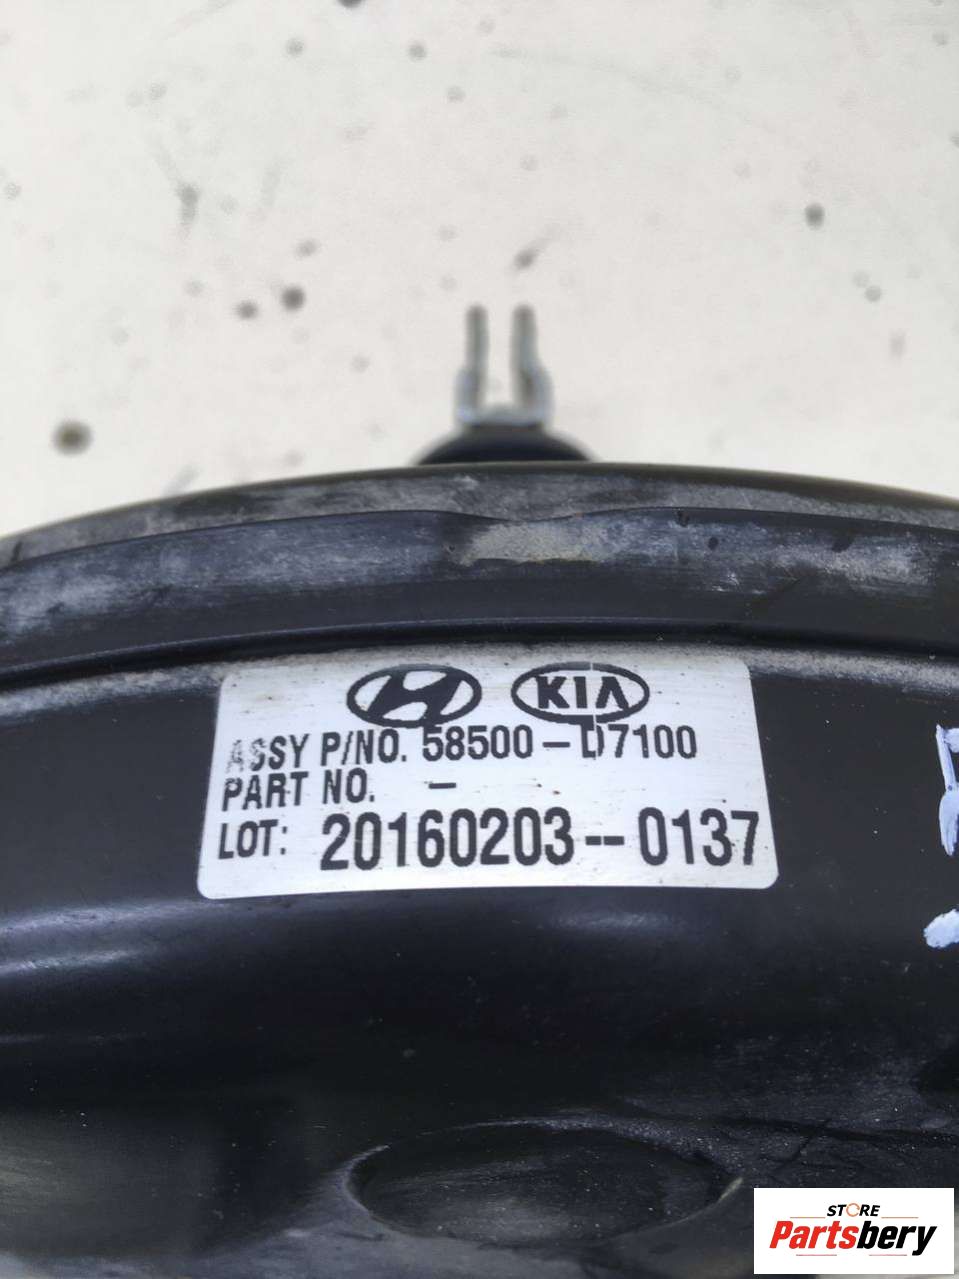 KIA
ASSY P/NO. 58500-D7100
PART NO. -
LOT: 20160203--0137
STORE
Partsbery